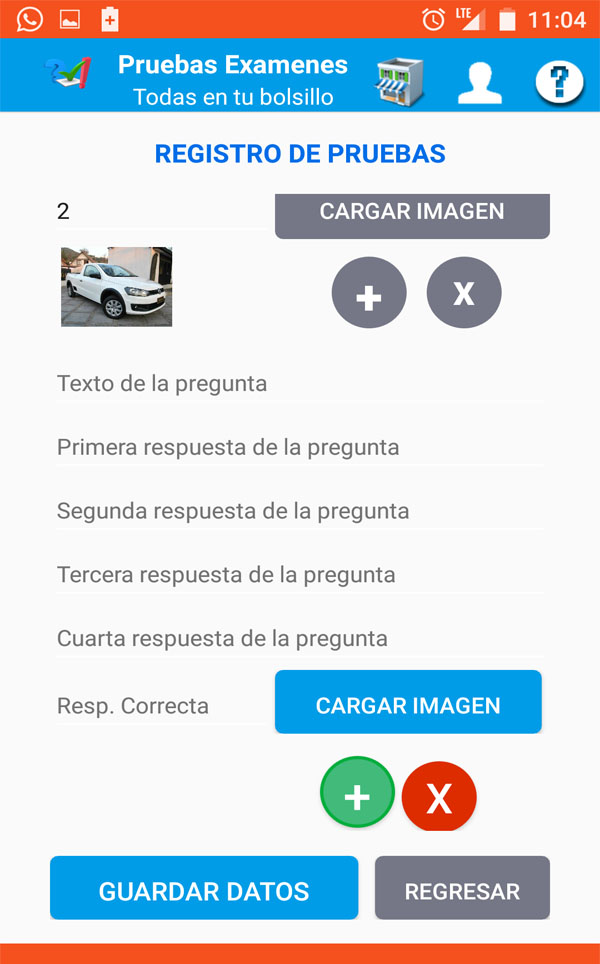 LTE 11:04
Pruebas Examenes
Todas en tu bolsillo
?
REGISTRO DE PRUEBAS
2 CARGAR IMAGEN
+ X
Texto de la pregunta
Primera respuesta de la pregunta
Segunda respuesta de la pregunta
Tercera respuesta de la pregunta
Cuarta respuesta de la pregunta
Resp. Correcta CARGAR IMAGEN
+ X
GUARDAR DATOS REGRESAR